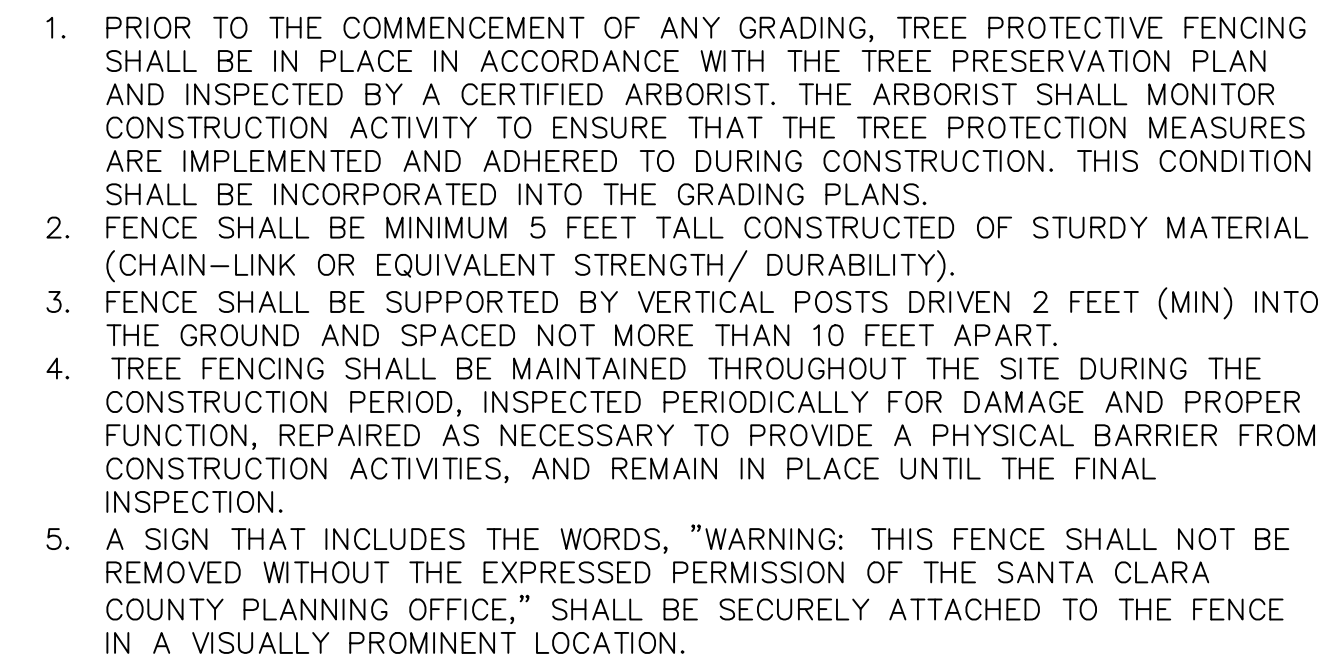 1. PRIOR TO THE COMMENCEMENT OF ANY GRADING, TREE PROTECTIVE FENCING
SHALL BE IN PLACE IN ACCORDANCE WITH THE TREE PRESERVATION PLAN
AND INSPECTED BY A CERTIFIED ARBORIST. THE ARBORIST SHALL MONITOR
CONSTRUCTION ACTIVITY TO ENSURE THAT THE TREE PROTECTION MEASURES
ARE IMPLEMENTED AND ADHERED TO DURING CONSTRUCTION. THIS CONDITION
SHALL BE INCORPORATED INTO THE GRADING PLANS.
2. FENCE SHALL BE MINIMUM 5 FEET TALL CONSTRUCTED OF STURDY MATERIAL
(CHAIN–LINK OR EQUIVALENT STRENGTH/ DURABILITY).
3. FENCE SHALL BE SUPPORTED BY VERTICAL POSTS DRIVEN 2 FEET (MIN) INTO
THE GROUND AND SPACED NOT MORE THAN 10 FEET APART.
4. TREE FENCING SHALL BE MAINTAINED THROUGHOUT THE SITE DURING THE
CONSTRUCTION PERIOD, INSPECTED PERIODICALLY FOR DAMAGE AND PROPER
FUNCTION, REPAIRED AS NECESSARY TO PROVIDE A PHYSICAL BARRIER FROM
CONSTRUCTION ACTIVITIES, AND REMAIN IN PLACE UNTIL THE FINAL
INSPECTION.
5. A SIGN THAT INCLUDES THE WORDS, ”WARNING: THIS FENCE SHALL NOT BE
REMOVED WITHOUT THE EXPRESSED PERMISSION OF THE SANTA CLARA
COUNTY PLANNING OFFICE,” SHALL BE SECURELY ATTACHED TO THE FENCE
IN A VISUALLY PROMINENT LOCATION.